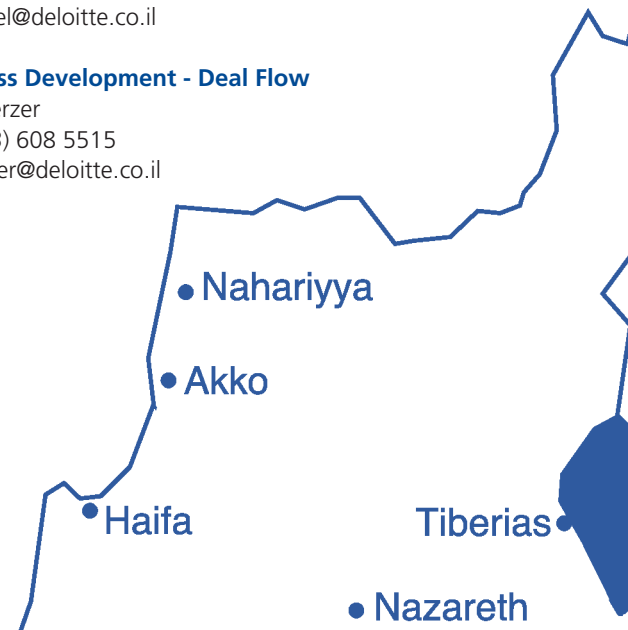 el@deloitte.co.il
ss Development - Deal Flow
erzer
) 608 5515
er@deloitte.co.il
Nahariyya
Akko
Haifa
Tiberias
Nazareth